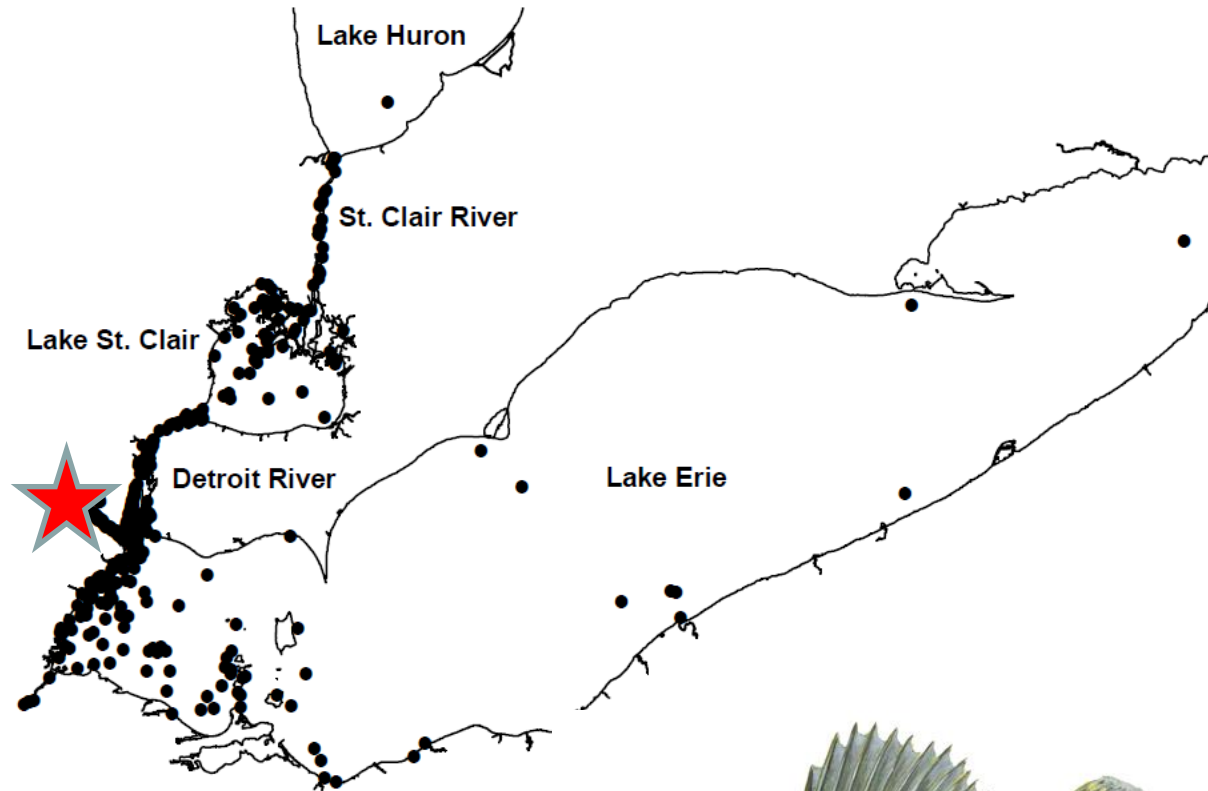 Lake Huron
St. Clair River
Lake St. Clair
Detroit River
Lake Erie